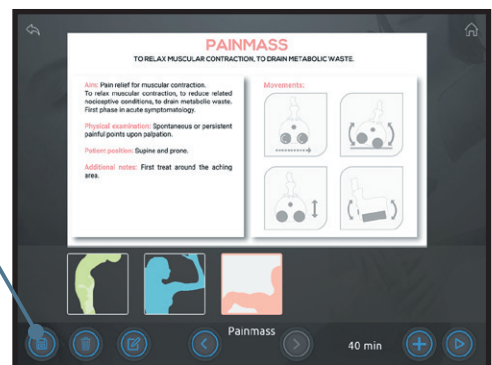 PAINMASS
TO RELAX MUSCULAR CONTRACTION, TO DRAIN METABOLIC WASTE.
Aim: Pain relief for muscular contraction.
To relax muscular contraction, to reduce related
nociceptive conditions, to drain metabolic waste.
First phase in acute symptomatology.
Physical examination: Spontaneous or persistent
painful points upon palpation.
Patient position: Supine and prone.
Additional notes: First treat around the aching
area.
Movements:
Painmass
40 min